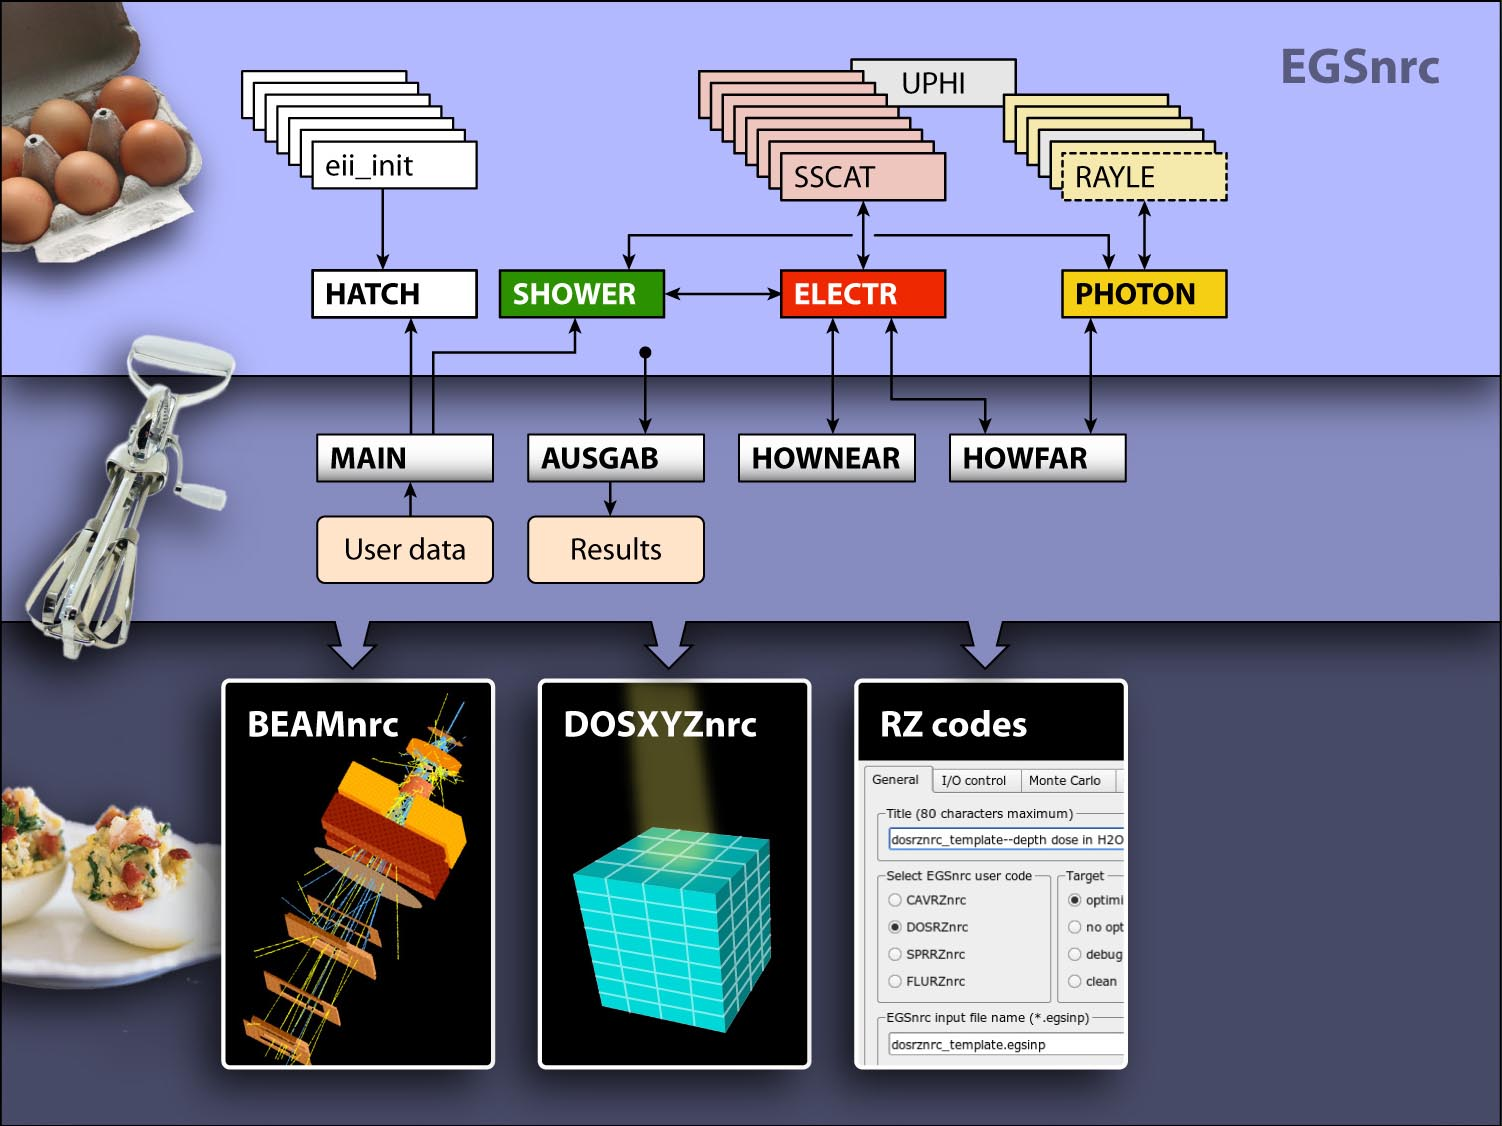 EGSnrc
UPHI
eii_init
SSCAT
RAYLE
HATCH
SHOWER
ELECTR
PHOTON
MAIN
AUSGAB
HOWNEAR
HOWFAR
User data
Results
BEAMnrc
DOSXYZnrc
RZ codes
General
I/O control
Monte Carlo
Title (80 characters maximum)
dosrznrc_template--depth dose in H2O
Select EGSnrc user code
Target
CAVRZnrc
optimi
DOSRZnrc
no opt
SPRRZnrc
debug
FLURZnrc
clean
EGSnrc input file name (*.egsinp)
dosrznrc_template.egsinp